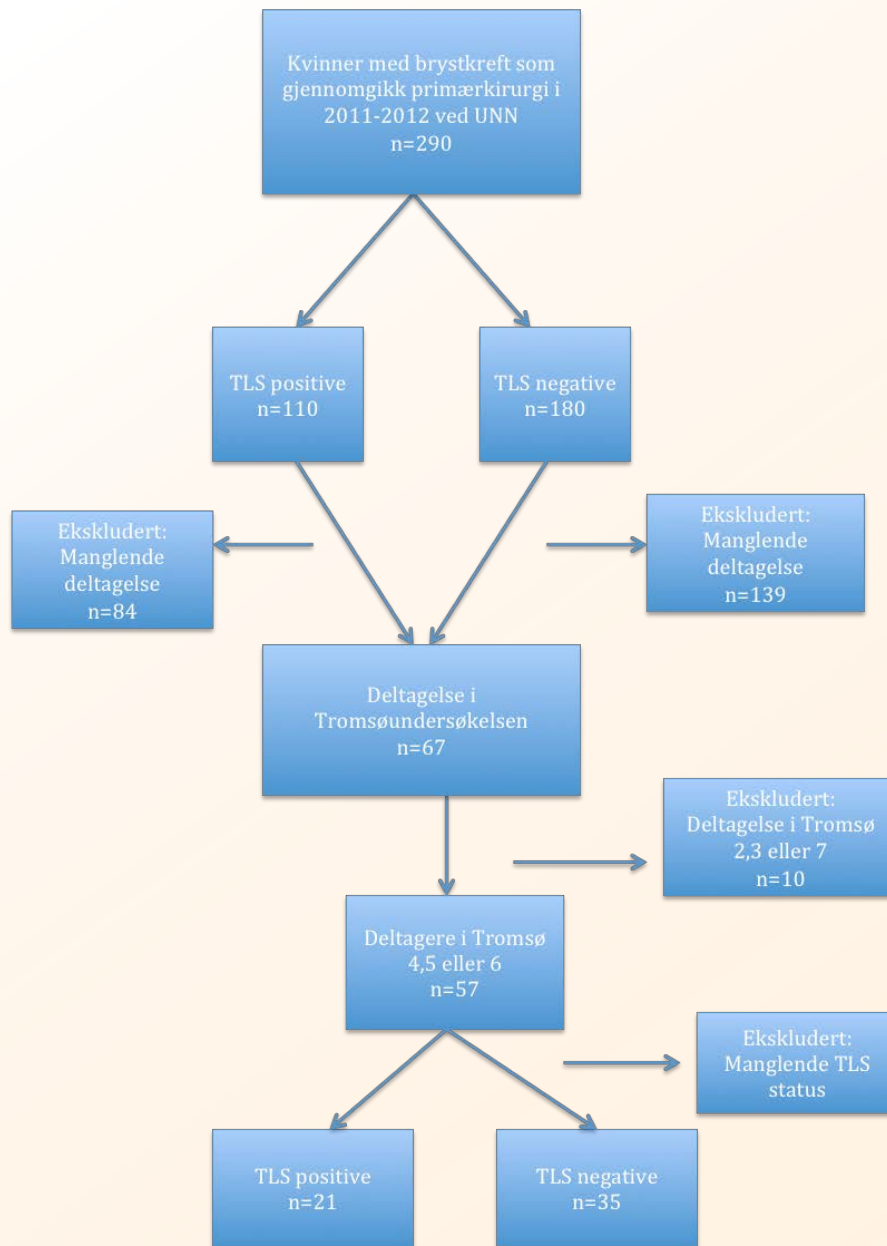 Kvinner med brystkreft som
gjennomgikk primærkirurgi i
2011-2012 ved UNN
n=290
TLS positive
n=110
TLS negative
n=180
Ekskludert:
Manglende
deltagelse
n=84
Ekskludert:
Manglende
deltagelse
n=139
Deltagelse i
Tromsøundersøkelsen
n=67
Ekskludert:
Deltagelse i Tromsø
2,3 eller 7
n=10
Deltagere i Tromsø
4,5 eller 6
n=57
Ekskludert:
Manglende TLS
status
TLS positive
n=21
TLS negative
n=35